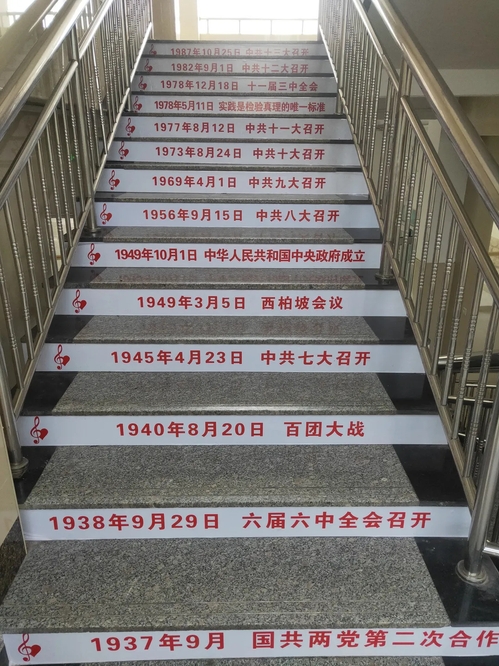 1987年10月25日 中共十三大召开
1982年9月1日 中共十二大召开
1978年12月18日 十一届三中全会
1978年5月11日 实践是检验真理的唯一标准
1977年8月12日 中共十一大召开
1973年8月24日 中共十大召开
1969年4月1日 中共九大召开
1956年9月15日 中共八大召开
1949年10月1日 中华人民共和国中央政府成立
1949年3月5日 西柏坡会议
1945年4月23日 中共七大召开
1940年8月20日 百团大战
1938年9月29日 六届六中全会召开
1937年9月 国共两党第二次合作